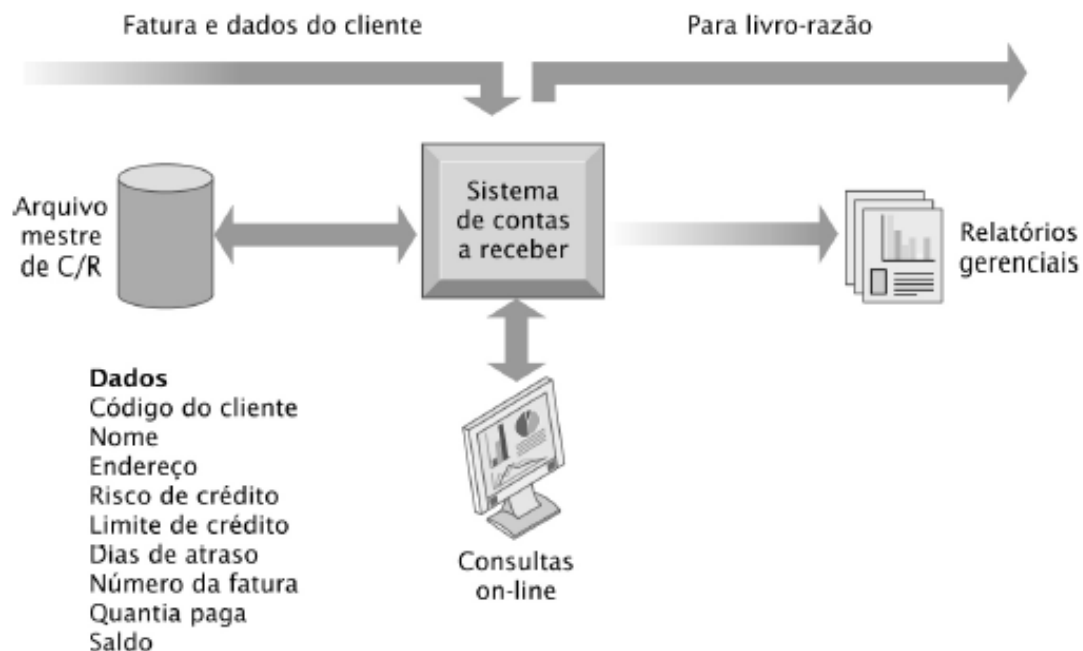 Fatura e dados do cliente
Para livro-razão
Arquivo
mestre
de C/R
Sistema
de contas
a receber
Relatórios
gerenciais
Dados
Código do cliente
Nome
Endereço
Risco de crédito
Limite de crédito
Dias de atraso
Número da fatura
Quantia paga
Saldo
Consultas
on-line